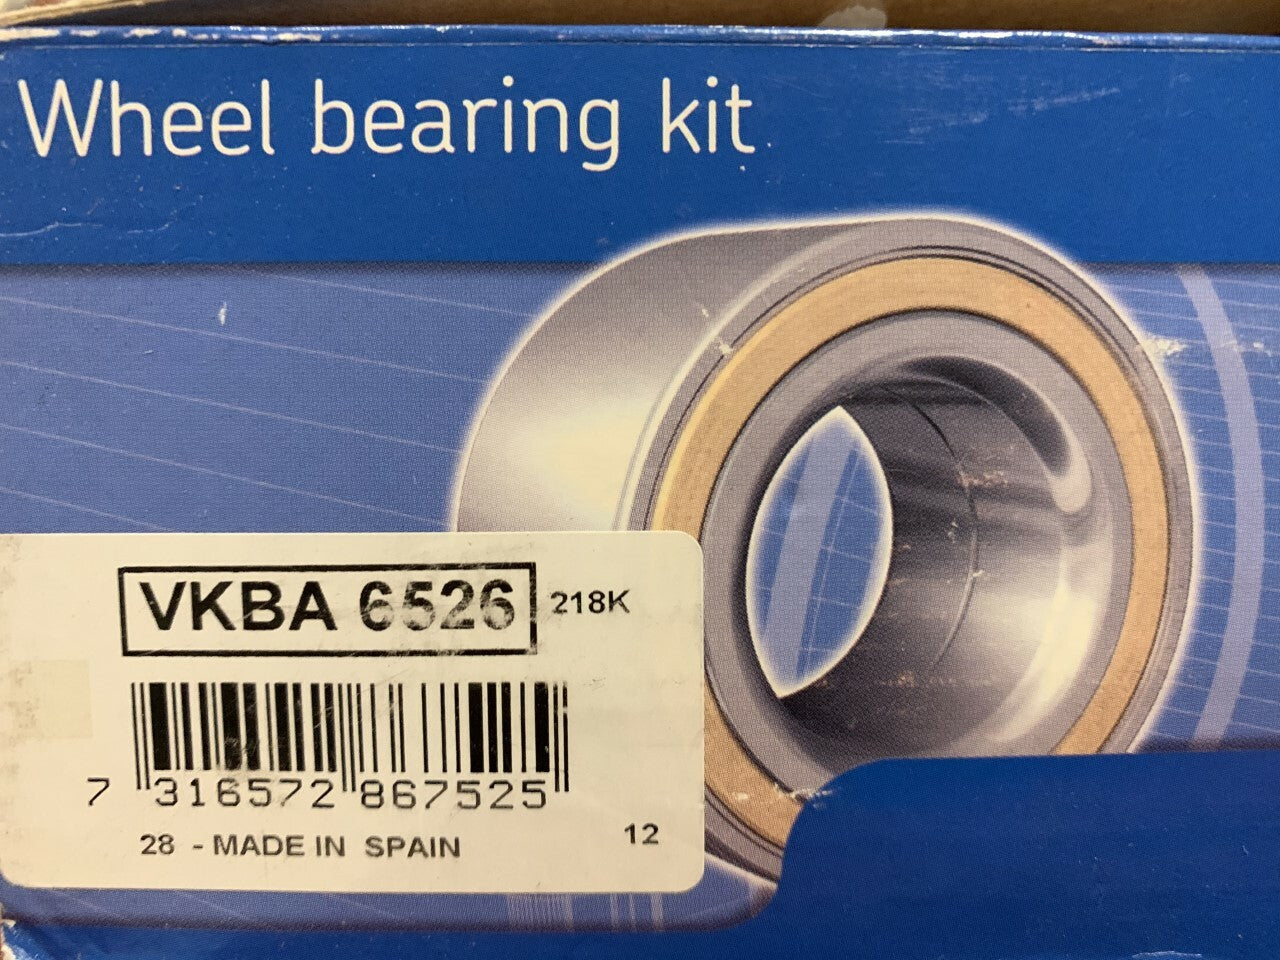 Wheel bearing kit
VKBA 6526 218K
7 316572 867525
28 - MADE IN SPAIN 12